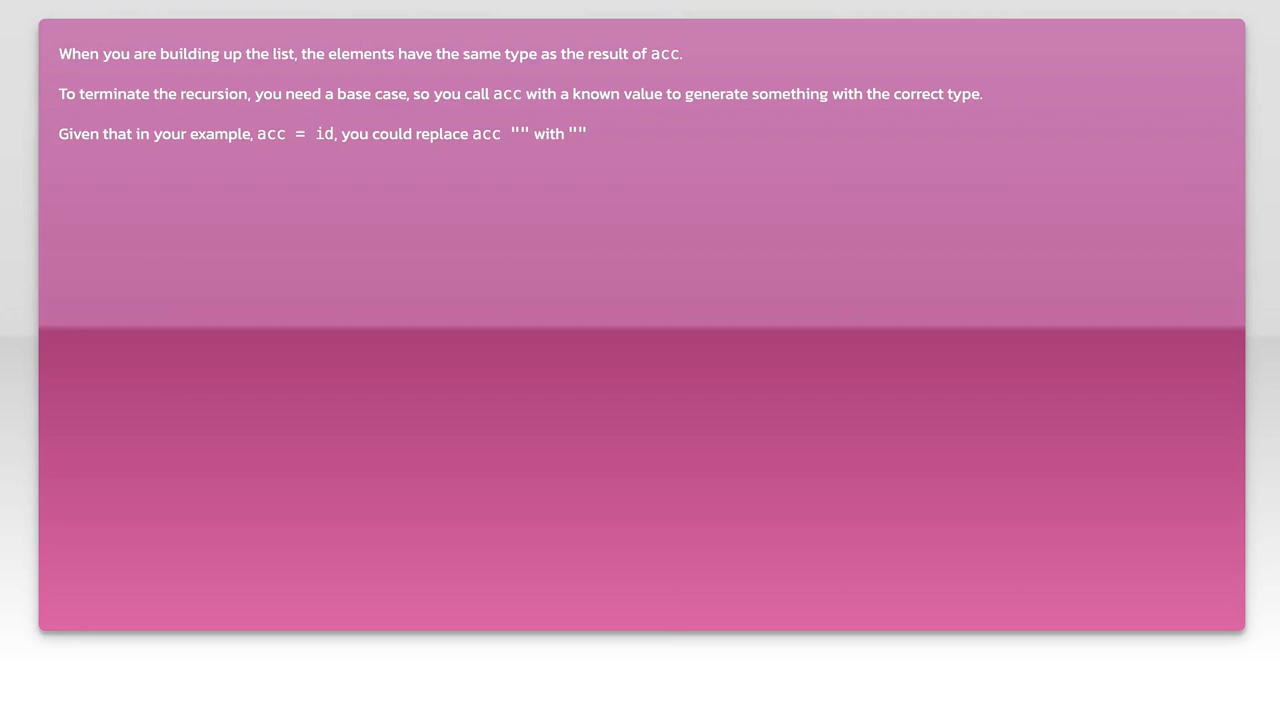 When you are building up the list, the elements have the same type as the result of acc.
To terminate the recursion, you need a base case, so you call acc with a known value to generate something with the correct type.
Given that in your example, acc = id, you could replace acc "" with ""